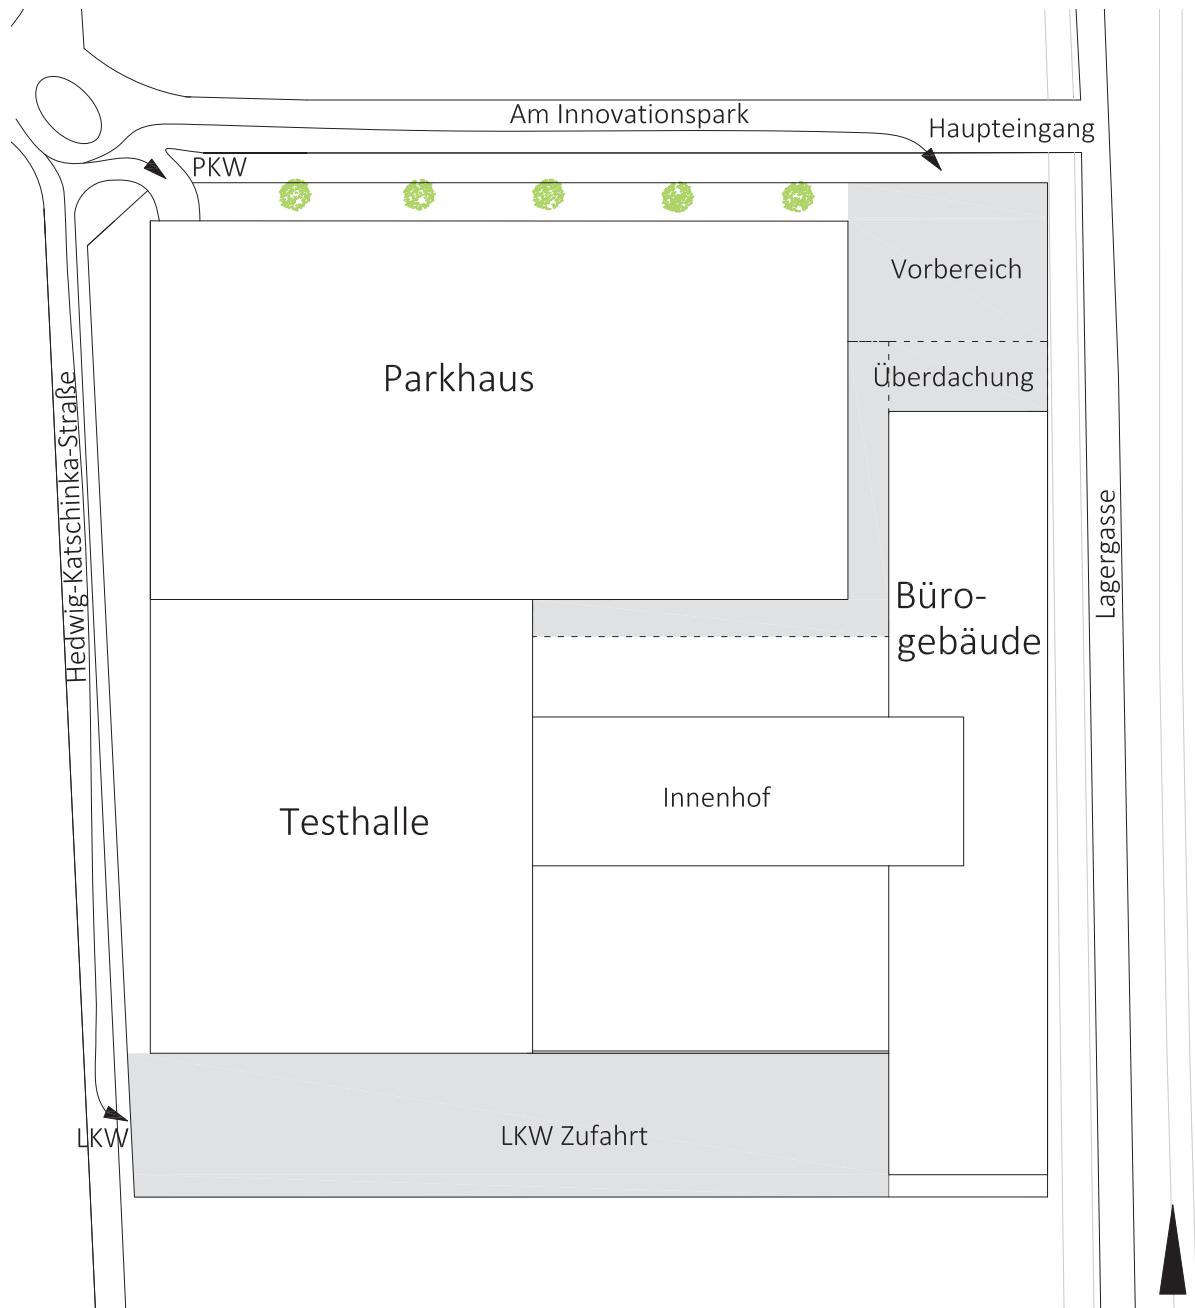 Am Innovationspark
Haupteingang
PKW
Vorbereich
Parkhaus
Überdachung
Hedwig-Katschinka-Straße
Lagergasse
Büro-
gebäude
Innenhof
Testhalle
LKW
LKW Zufahrt